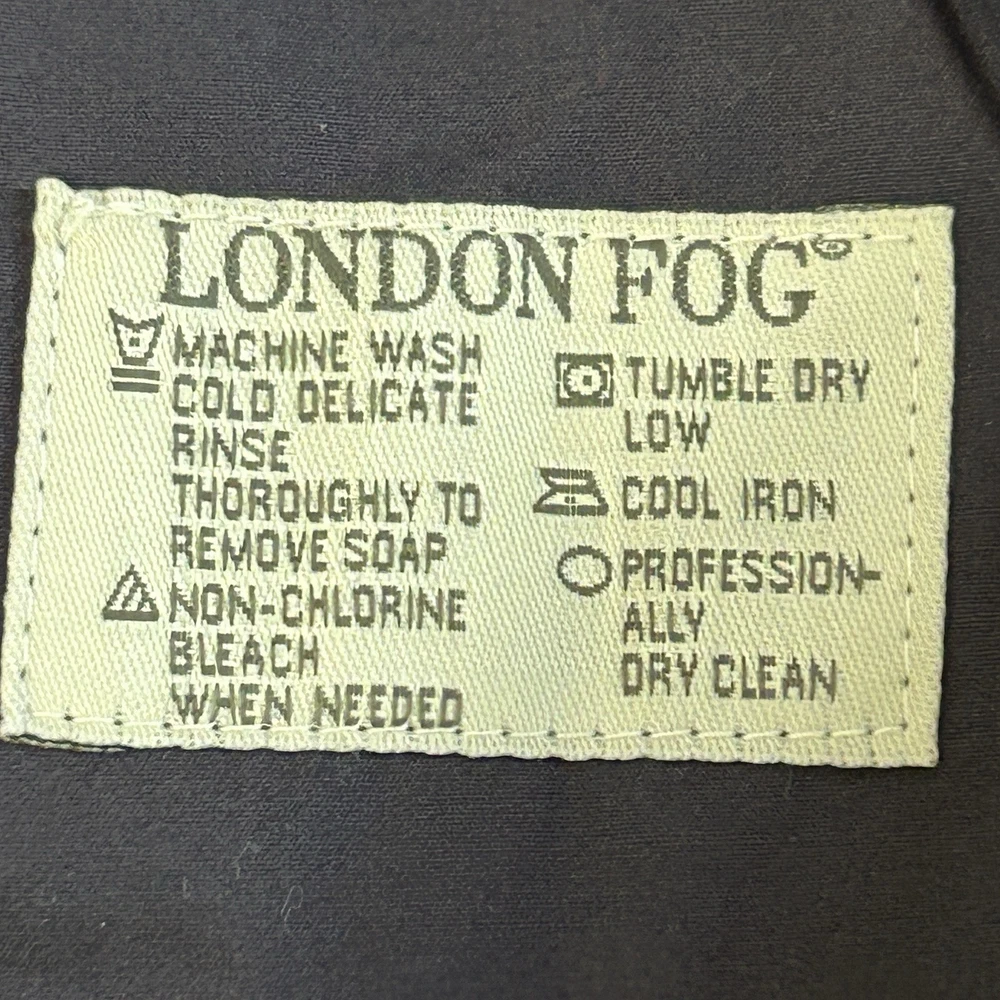 LONDON FOG®
MACHINE WASH
COLD DELICATE
RINSE
THOROUGHLY TO
REMOVE SOAP
NON-CHLORINE
BLEACH
WHEN NEEDED
TUMBLE DRY
LOW
COOL IRON
PROFESSION-
ALLY
DRY CLEAN